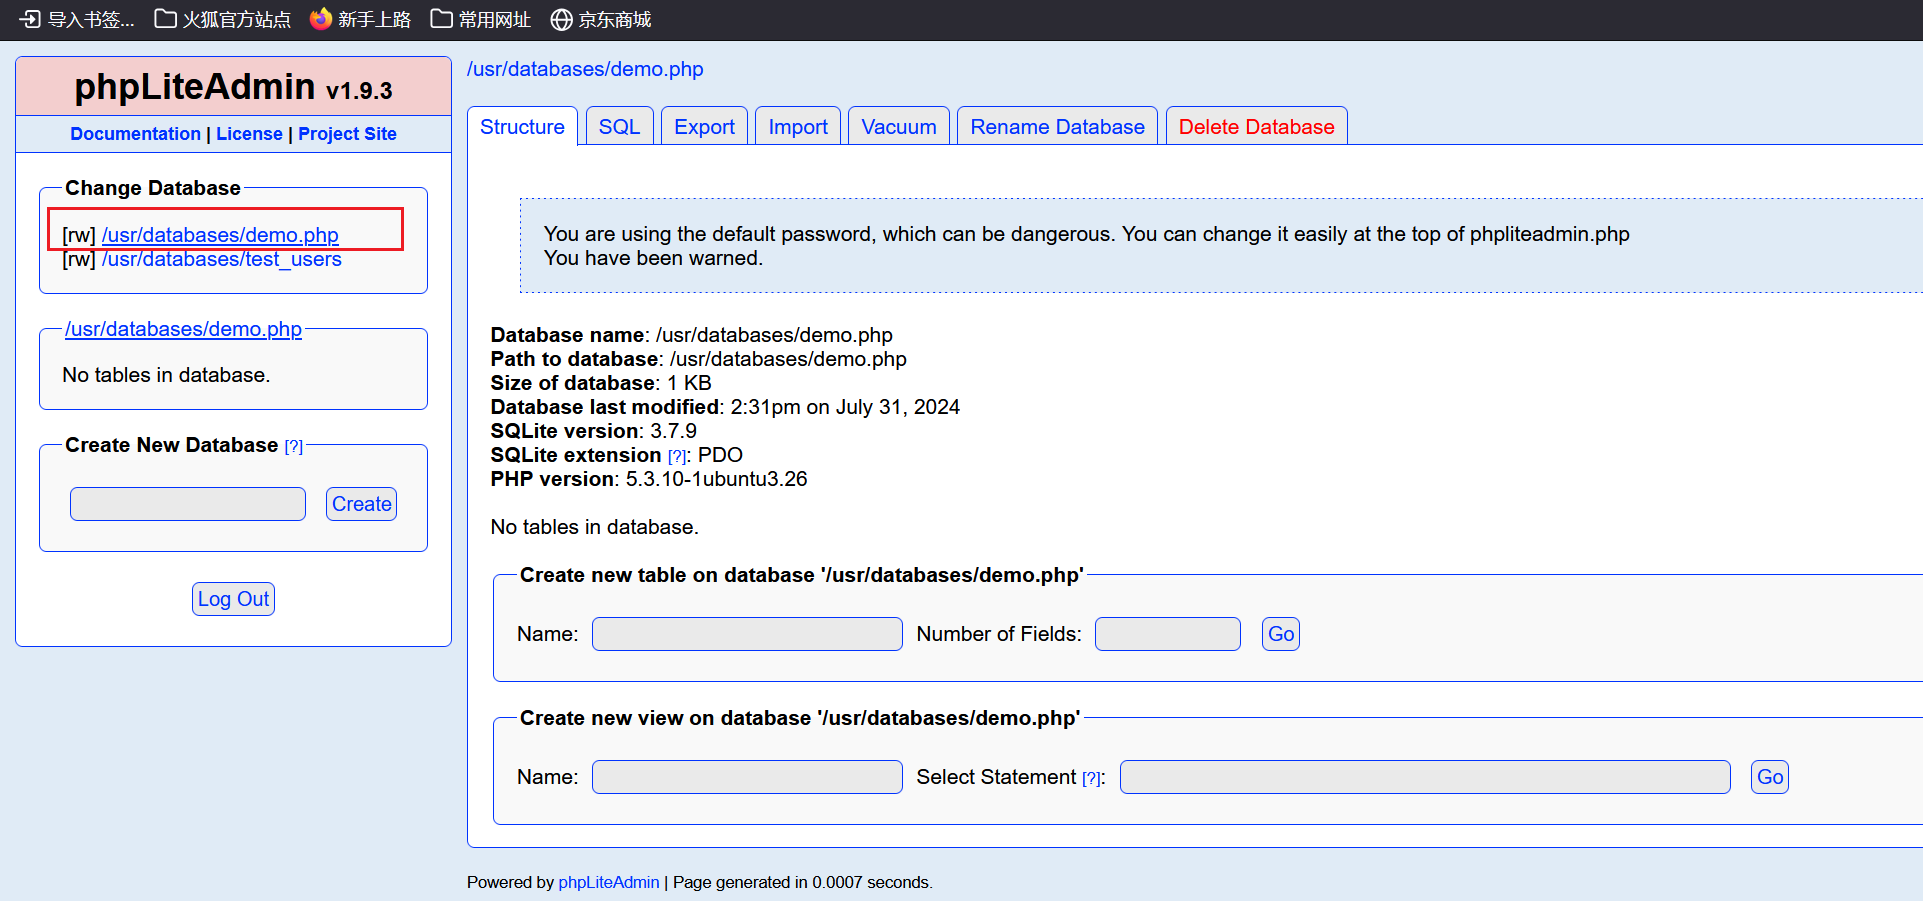 导入书签... 火狐官方站点 新手上路 常用网址 京东商城
phpLiteAdmin v1.9.3
Documentation | License | Project Site
Change Database
[rw] /usr/databases/demo.php
[rw] /usr/databases/test_users
/usr/databases/demo.php
No tables in database.
Create New Database [?]
Create
Log Out
/usr/databases/demo.php
Structure SQL Export Import Vacuum Rename Database Delete Database
You are using the default password, which can be dangerous. You can change it easily at the top of phpliteadmin.php
You have been warned.
Database name: /usr/databases/demo.php
Path to database: /usr/databases/demo.php
Size of database: 1 KB
Database last modified: 2:31pm on July 31, 2024
SQLite version: 3.7.9
SQLite extension [?]: PDO
PHP version: 5.3.10-1ubuntu3.26
No tables in database.
Create new table on database '/usr/databases/demo.php'
Name: Number of Fields: Go
Create new view on database '/usr/databases/demo.php'
Name: Select Statement [?]: Go
Powered by phpLiteAdmin | Page generated in 0.0007 seconds.